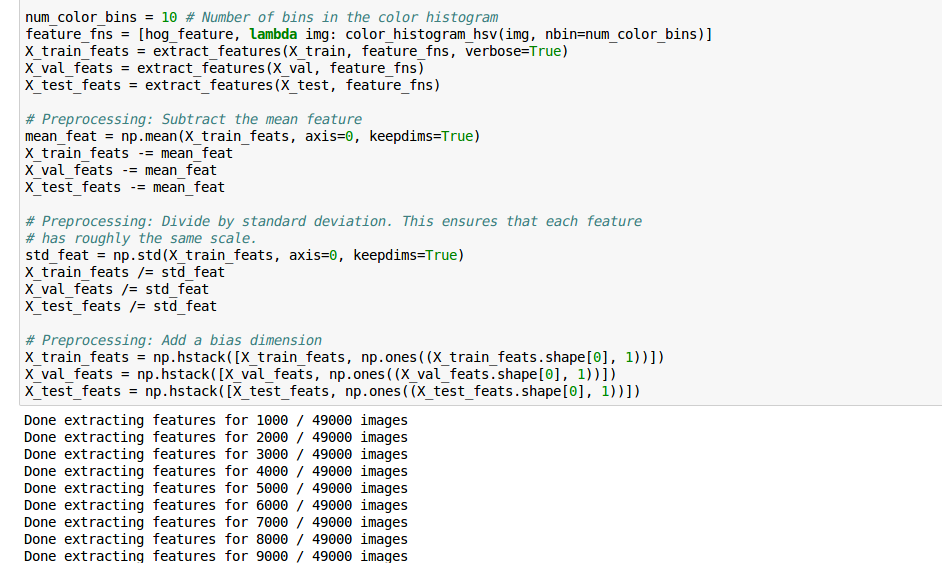 num_color_bins = 10 # Number of bins in the color histogram
feature_fns = [hog_feature, lambda img: color_histogram_hsv(img, nbin=num_color_bins)]
X_train_feats = extract_features(X_train, feature_fns, verbose=True)
X_val_feats = extract_features(X_val, feature_fns)
X_test_feats = extract_features(X_test, feature_fns)

# Preprocessing: Subtract the mean feature
mean_feat = np.mean(X_train_feats, axis=0, keepdims=True)
X_train_feats -= mean_feat
X_val_feats -= mean_feat
X_test_feats -= mean_feat

# Preprocessing: Divide by standard deviation. This ensures that each feature
# has roughly the same scale.
std_feat = np.std(X_train_feats, axis=0, keepdims=True)
X_train_feats /= std_feat
X_val_feats /= std_feat
X_test_feats /= std_feat

# Preprocessing: Add a bias dimension
X_train_feats = np.hstack([X_train_feats, np.ones((X_train_feats.shape[0], 1))])
X_val_feats = np.hstack([X_val_feats, np.ones((X_val_feats.shape[0], 1))])
X_test_feats = np.hstack([X_test_feats, np.ones((X_test_feats.shape[0], 1))])

Done extracting features for 1000 / 49000 images
Done extracting features for 2000 / 49000 images
Done extracting features for 3000 / 49000 images
Done extracting features for 4000 / 49000 images
Done extracting features for 5000 / 49000 images
Done extracting features for 6000 / 49000 images
Done extracting features for 7000 / 49000 images
Done extracting features for 8000 / 49000 images
Done extracting features for 9000 / 49000 images